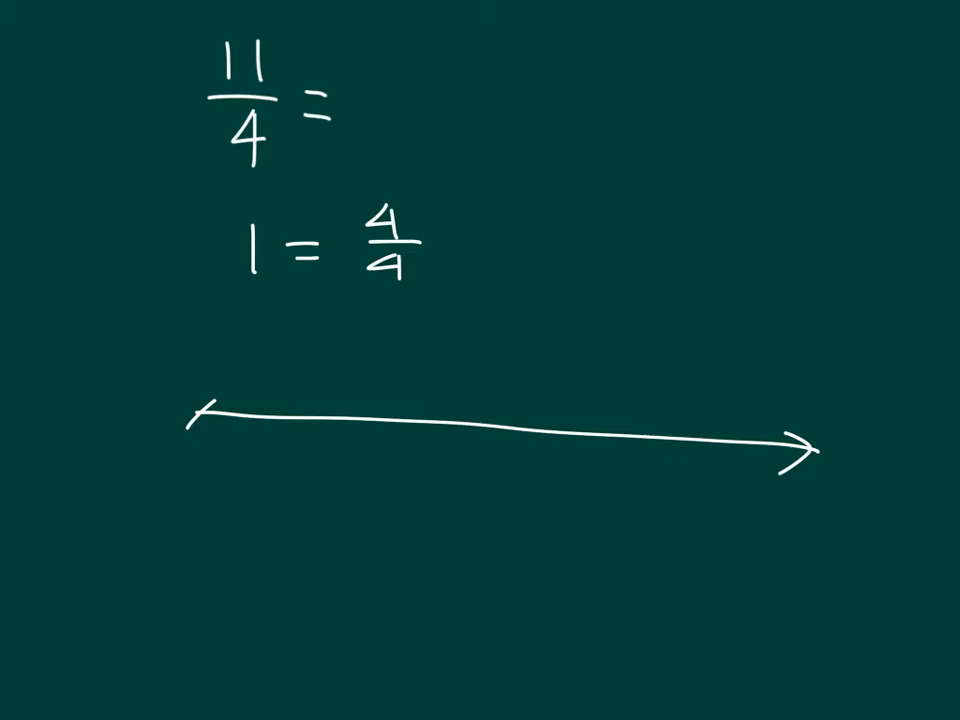 11/4 =
1 = 4/4